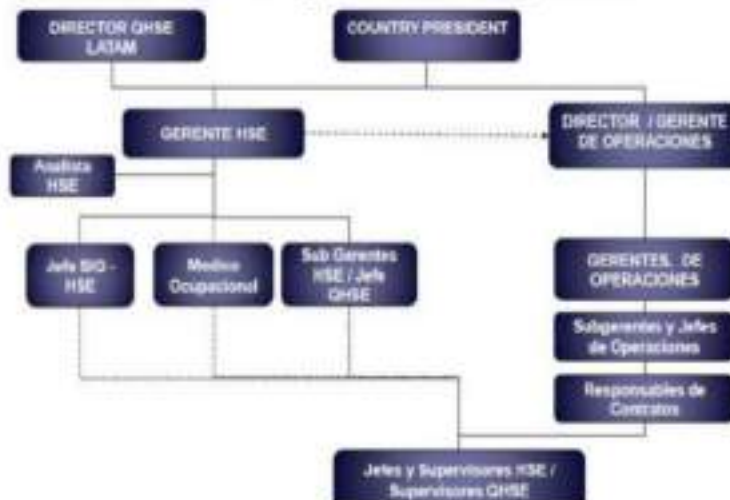 DIRECTOR QHSE
LATAM
COUNTRY PRESIDENT
GERENTE HSE
DIRECTOR / GERENTE
DE OPERACIONES
Analista
HSE
Jefe SIG -
HSE
Medico
Ocupacional
Sub Gerentes
HSE / Jefe
QHSE
GERENTES. DE
OPERACIONES
Subgerentes y Jefes
de Operaciones
Responsables de
Contratos
Jefes y Supervisores HSE /
Supervisores QHSE